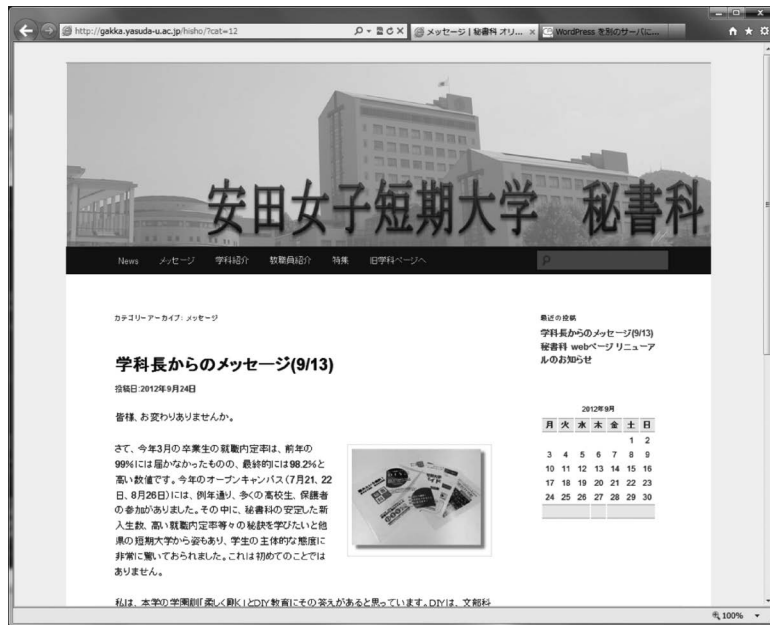 http://gakka.yasuda-u.ac.jp/hisho/?cat=12
メッセージ | 秘書科 オリ...
WordPress を別のサーバに...
安田女子短期大学 秘書科
News メッセージ 学科紹介 教職員紹介 特集 旧学科ページへ
カテゴリーアーカイブ: メッセージ
学科長からのメッセージ(9/13)
投稿日:2012年9月24日
皆様、お変わりありませんか。
さて、今年3月の卒業生の就職内定率は、前年の
99%には届かなかったものの、最終的には98.2%と
高い数値です。今年のオープンキャンパス(7月21、22
日、8月26日)には、例年通り、多くの高校生、保護者
の参加がありました。その中に、秘書科の安定した新
入生数、高い就職内定率等々の秘訣を学びたいと他
県の短期大学から姿もあり、学生の主体的な態度に
非常に驚いておられました。これは初めてのことでは
ありません。
私は、本学の学園訓「柔しく剛く」とDIY教育にその答えがあると思っています。DIYは、文部科
最近の投稿
学科長からのメッセージ(9/13)
秘書科 webページ リニューア
ルのお知らせ
2012年9月
月 火 水 木 金 土 日
1 2
3 4 5 6 7 8 9
10 11 12 13 14 15 16
17 18 19 20 21 22 23
24 25 26 27 28 29 30
100%